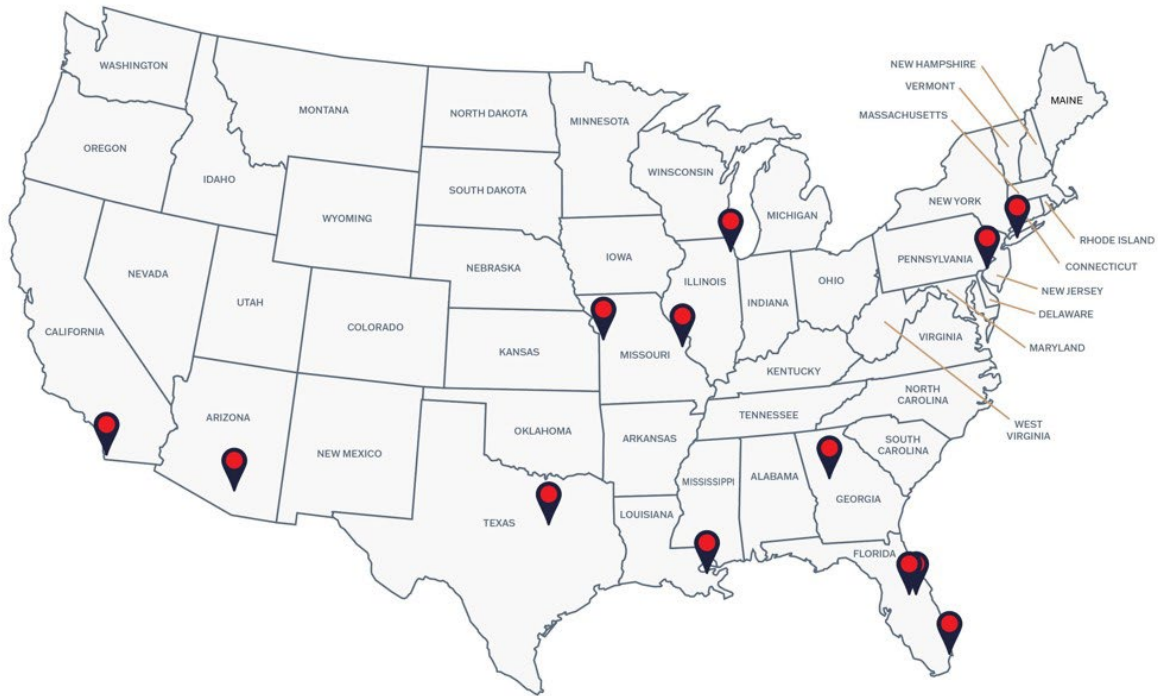 WASHINGTON
MONTANA
NORTH DAKOTA
MINNESOTA
NEW HAMPSHIRE
VERMONT
MASSACHUSETTS
MAINE
OREGON
IDAHO
SOUTH DAKOTA
WINSCONSIN
WYOMING
MICHIGAN
NEW YORK
RHODE ISLAND
NEVADA
NEBRASKA
IOWA
PENNSYLVANIA
CONNECTICUT
UTAH
ILLINOIS
INDIANA
OHIO
NEW JERSEY
CALIFORNIA
COLORADO
KANSAS
MISSOURI
VIRGINIA
DELAWARE
MARYLAND
KENTUCKY
NORTH
CAROLINA
ARIZONA
NEW MEXICO
OKLAHOMA
ARKANSAS
TENNESSEE
SOUTH
CAROLINA
WEST
VIRGINIA
MISSISSIPPI
ALABAMA
GEORGIA
TEXAS
LOUISIANA
FLORIDA